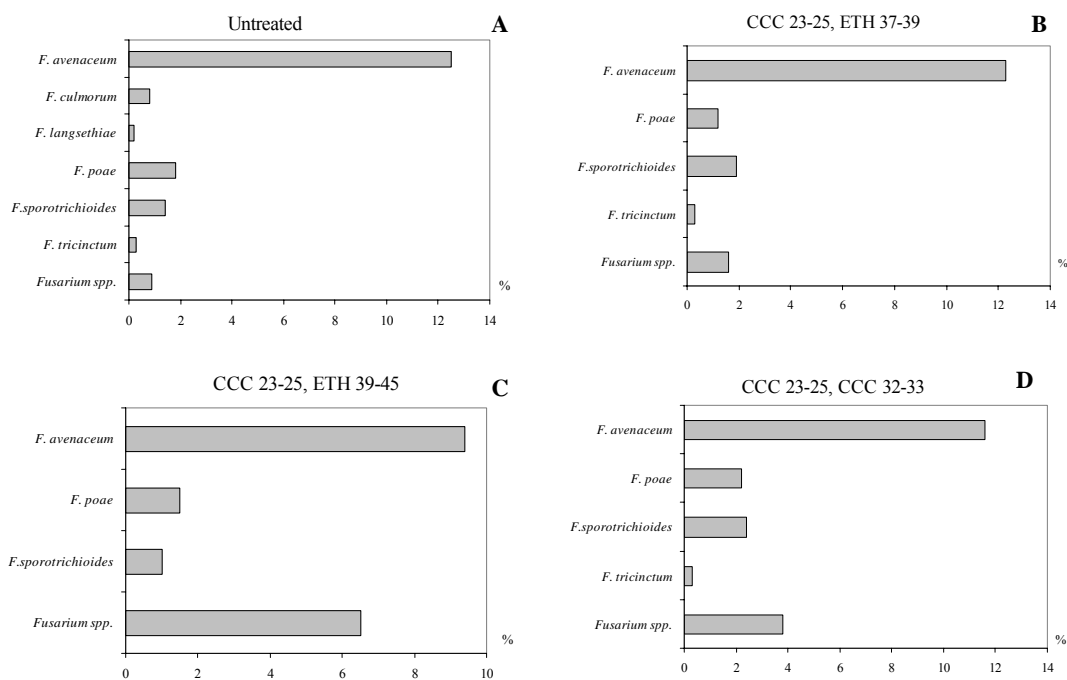 Untreated
A
F. avenaceum
F. culmorum
F. langsethiae
F. poae
F.sporotrichioides
F. tricinctum
Fusarium spp.
%
0 2 4 6 8 10 12 14
CCC 23-25, ETH 37-39
B
F. avenaceum
F. poae
F.sporotrichioides
F. tricinctum
Fusarium spp.
%
0 2 4 6 8 10 12 14
CCC 23-25, ETH 39-45
C
F. avenaceum
F. poae
F.sporotrichioides
Fusarium spp.
%
0 2 4 6 8 10
CCC 23-25, CCC 32-33
D
F. avenaceum
F. poae
F.sporotrichioides
F. tricinctum
Fusarium spp.
%
0 2 4 6 8 10 12 14